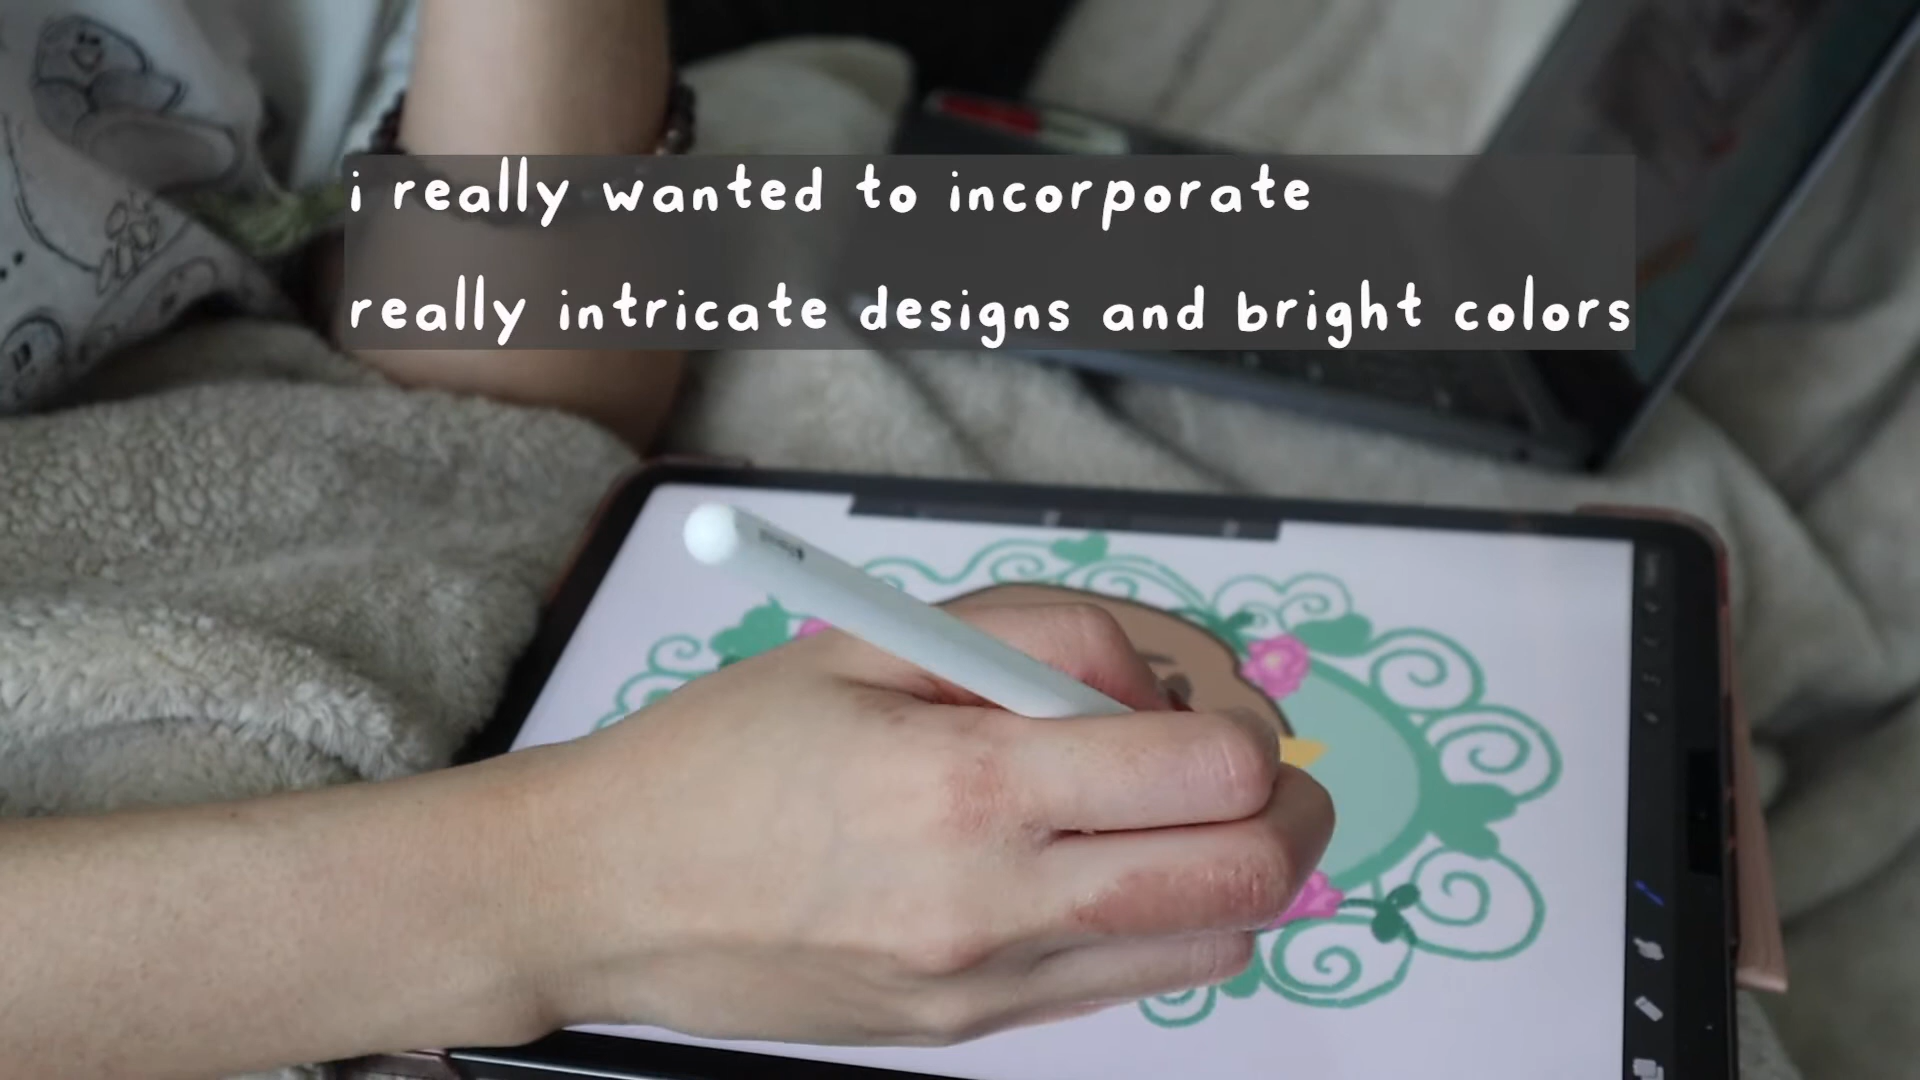 i really wanted to incorporate
really intricate designs and bright colors